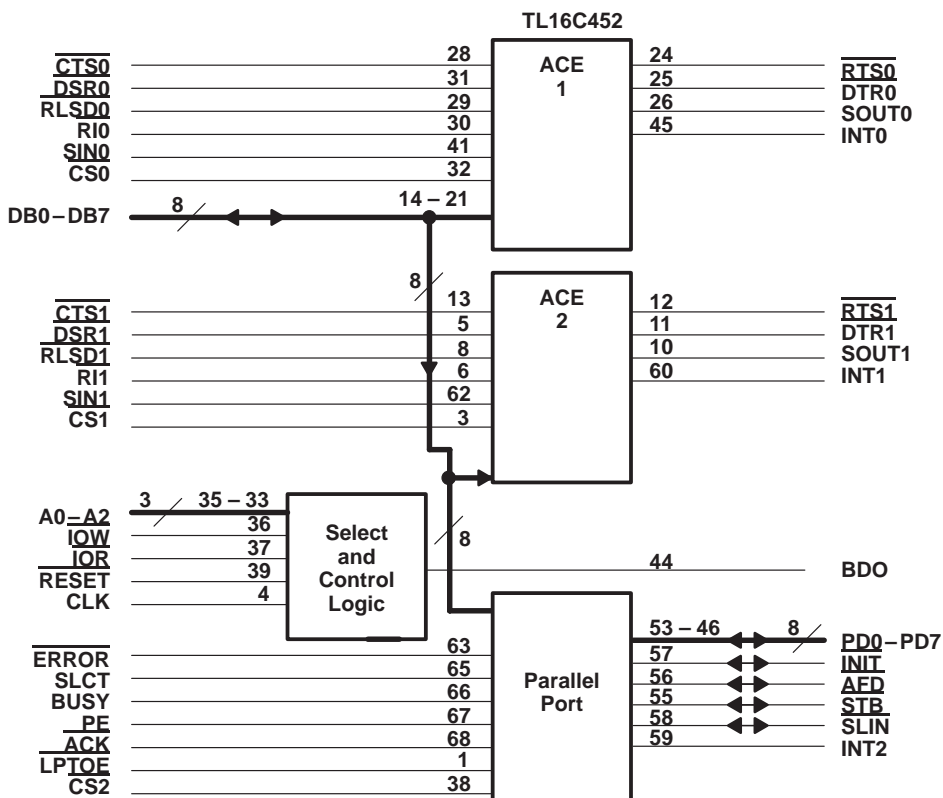 TL16C452
CTS0 28
DSR0 31
RLSD0 29
RI0 30
SIN0 41
CS0 32
ACE
1
24 RTS0
25 DTR0
26 SOUT0
45 INT0
DB0–DB7 8 14 – 21
8
CTS1 13
DSR1 5
RLSD1 8
RI1 6
SIN1 62
CS1 3
ACE
2
12 RTS1
11 DTR1
10 SOUT1
60 INT1
A0–A2 3 35 – 33
IOW 36
IOR 37
RESET 39
CLK 4
Select
and
Control
Logic
8
44 BDO
ERROR 63
SLCT 65
BUSY 66
PE 67
ACK 68
LPTOE 1
CS2 38
Parallel
Port
53 – 46 8 PD0–PD7
57 INIT
56 AFD
55 STB
58 SLIN
59 INT2